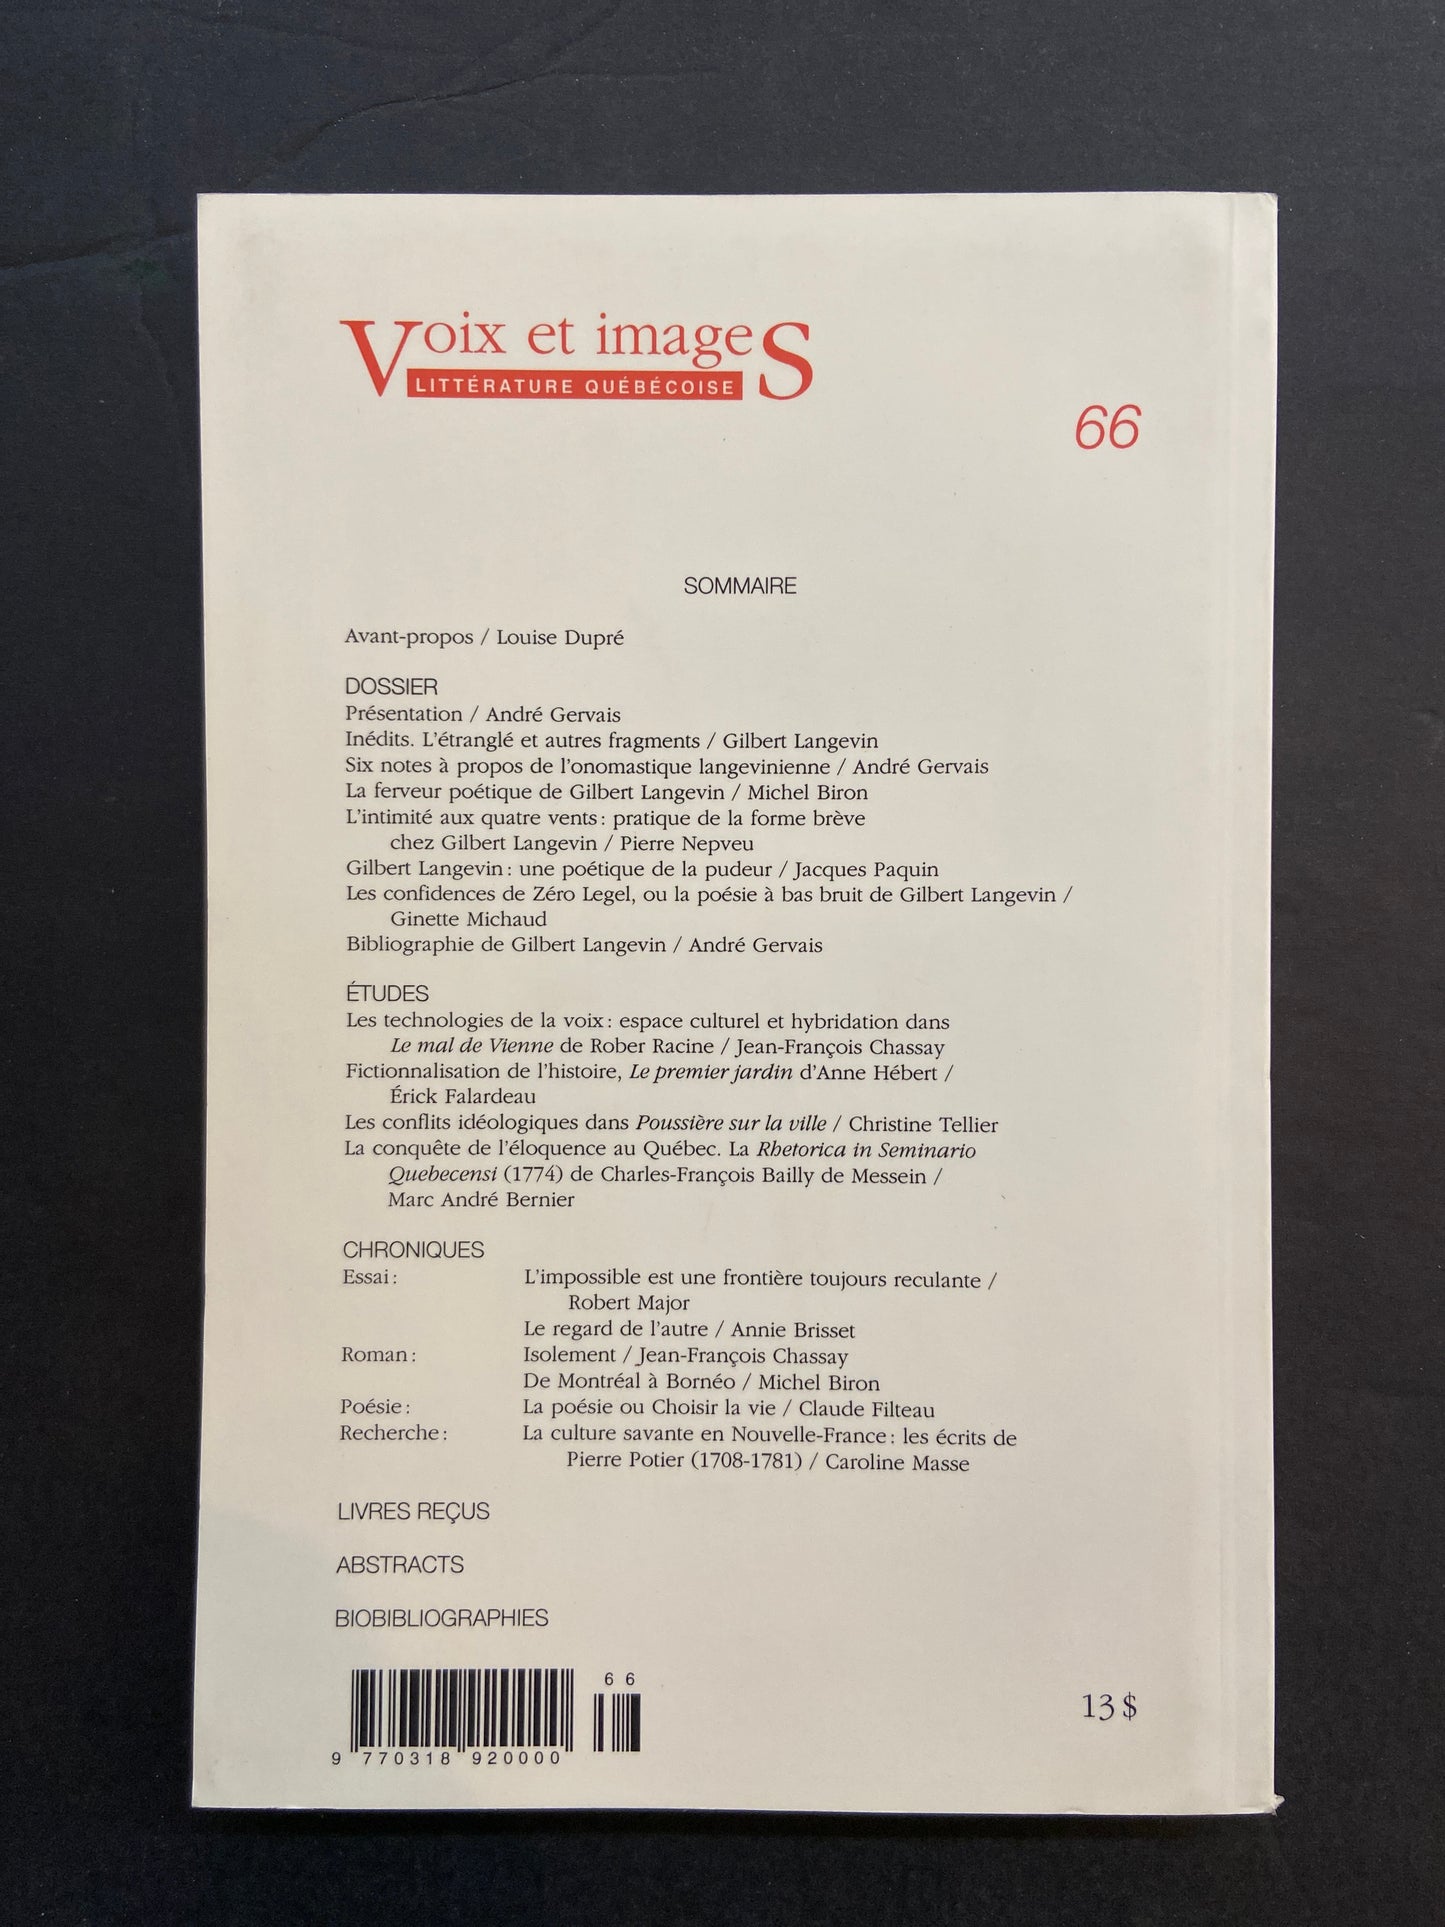 Voix et imageS
LITTÉRATURE QUÉBÉCOISE
66
SOMMAIRE
Avant-propos / Louise Dupré
DOSSIER
Présentation / André Gervais
Inédits. L'étranglé et autres fragments / Gilbert Langevin
Six notes à propos de l'onomastique langevinienne / André Gervais
La ferveur poétique de Gilbert Langevin / Michel Biron
L'intimité aux quatre vents : pratique de la forme brève
chez Gilbert Langevin / Pierre Nepveu
Gilbert Langevin : une poétique de la pudeur / Jacques Paquin
Les confidences de Zéro Legel, ou la poésie à bas bruit de Gilbert Langevin /
Ginette Michaud
Bibliographie de Gilbert Langevin / André Gervais
ÉTUDES
Les technologies de la voix : espace culturel et hybridation dans
Le mal de Vienne de Rober Racine / Jean-François Chassay
Fictionnalisation de l'histoire, Le premier jardin d'Anne Hébert /
Érick Falardeau
Les conflits idéologiques dans Poussière sur la ville / Christine Tellier
La conquête de l'éloquence au Québec. La Rhetorica in Seminario
Quebecensi (1774) de Charles-François Bailly de Messein /
Marc André Bernier
CHRONIQUES
Essai : L'impossible est une frontière toujours reculante /
Robert Major
Le regard de l'autre / Annie Brisset
Roman : Isolement / Jean-François Chassay
De Montréal à Bornéo / Michel Biron
Poésie : La poésie ou Choisir la vie / Claude Filteau
Recherche : La culture savante en Nouvelle-France : les écrits de
Pierre Potier (1708-1781) / Caroline Masse
LIVRES REÇUS
ABSTRACTS
BIOBIBLIOGRAPHIES
66
13 $
9 770318 920000